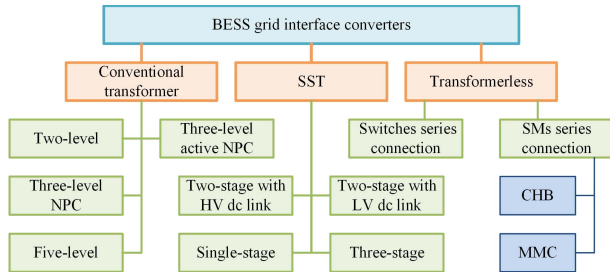 BESS grid interface converters
Conventional
transformer
SST
Transformerless
Two-level
Three-level
active NPC
Switches series
connection
SMs series
connection
Three-level
NPC
Two-stage with
HV dc link
Two-stage with
LV dc link
CHB
Five-level
Single-stage
Three-stage
MMC